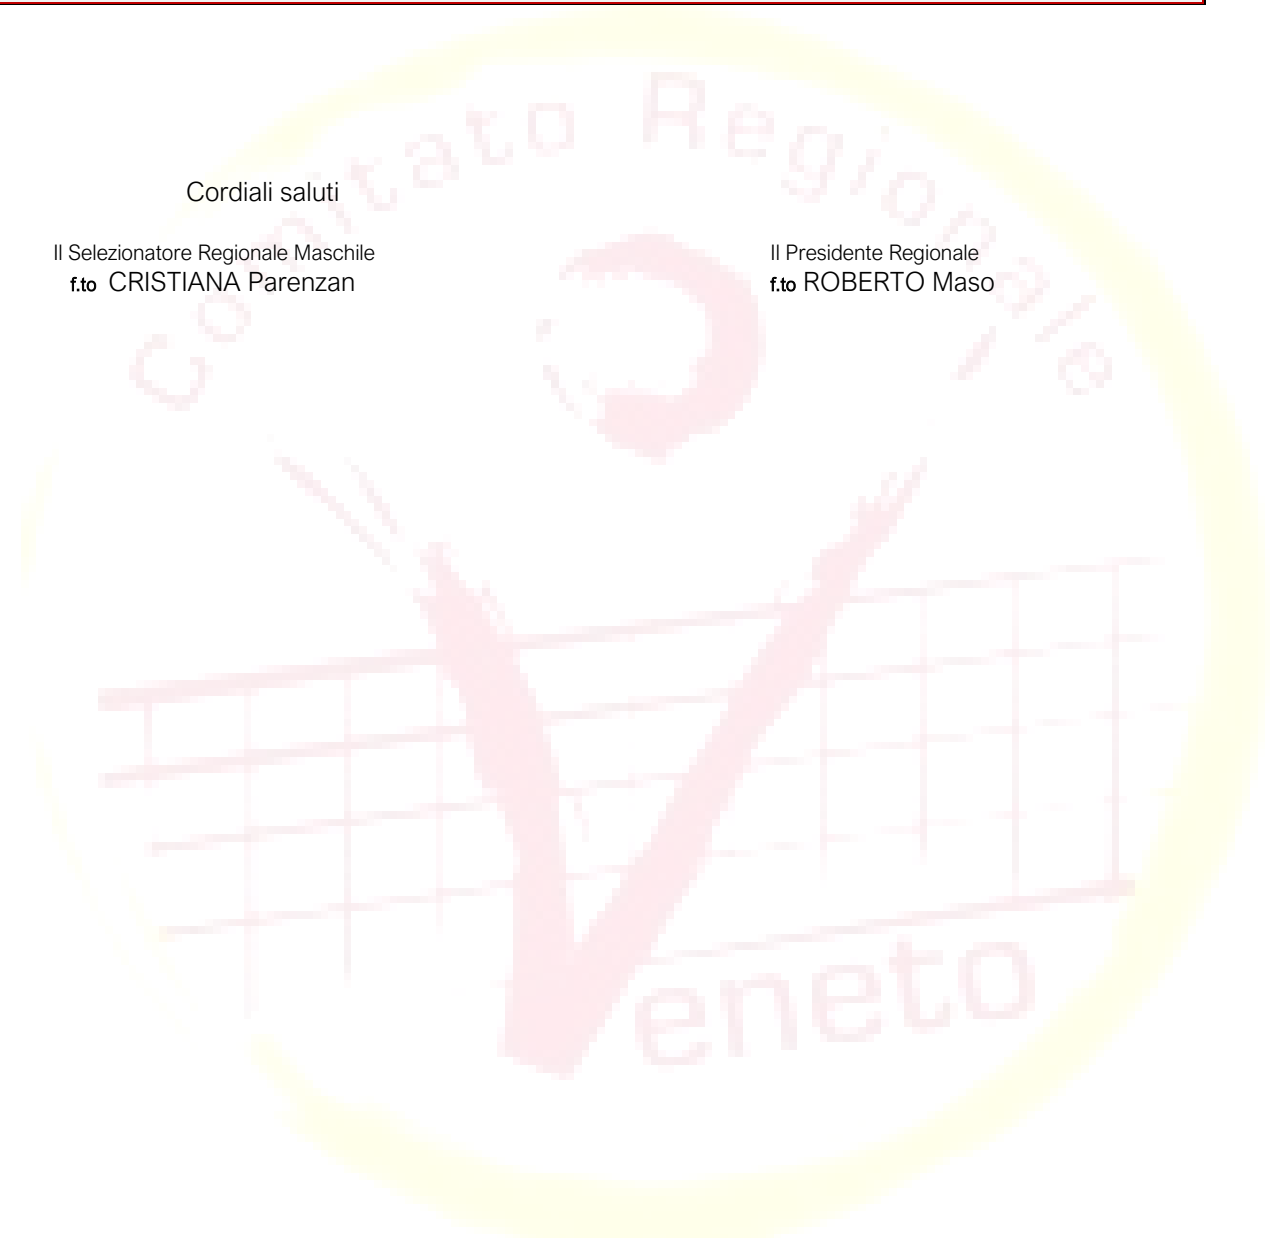 Comitato Regionale
Cordiali saluti
Il Selezionatore Regionale Maschile
Il Presidente Regionale
f.to CRISTIANA Parenzan
f.to ROBERTO Maso
Veneto